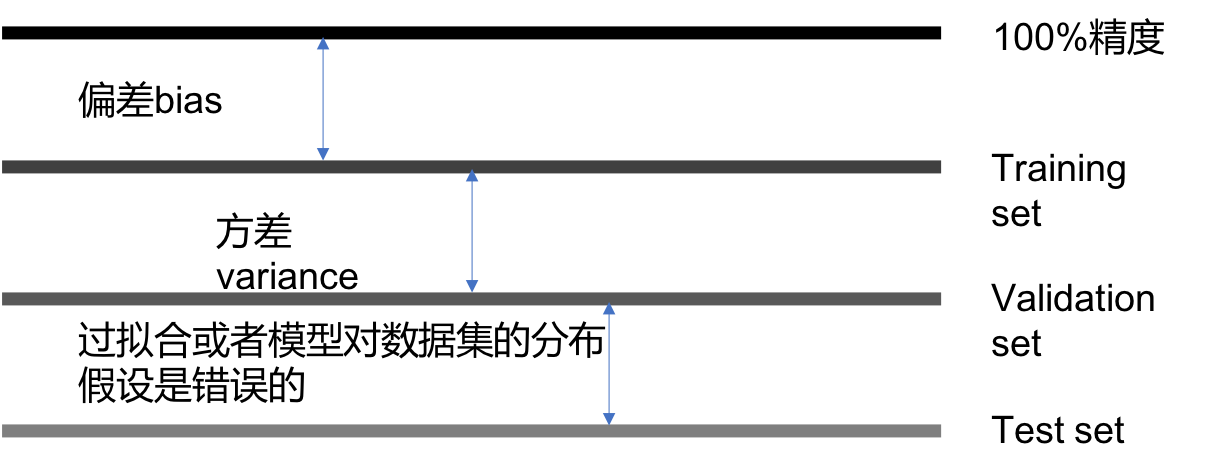 100%精度
偏差bias
Training
set
方差
variance
Validation
set
过拟合或者模型对数据集的分布
假设是错误的
Test set